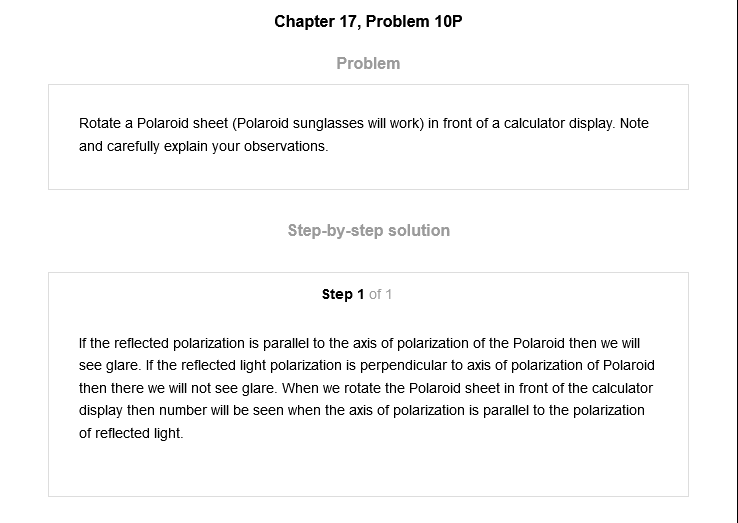 Chapter 17, Problem 10P
Problem
Rotate a Polaroid sheet (Polaroid sunglasses will work) in front of a calculator display. Note
and carefully explain your observations.
Step-by-step solution
Step 1 of 1
If the reflected polarization is parallel to the axis of polarization of the Polaroid then we will
see glare. If the reflected light polarization is perpendicular to axis of polarization of Polaroid
then there we will not see glare. When we rotate the Polaroid sheet in front of the calculator
display then number will be seen when the axis of polarization is parallel to the polarization
of reflected light.